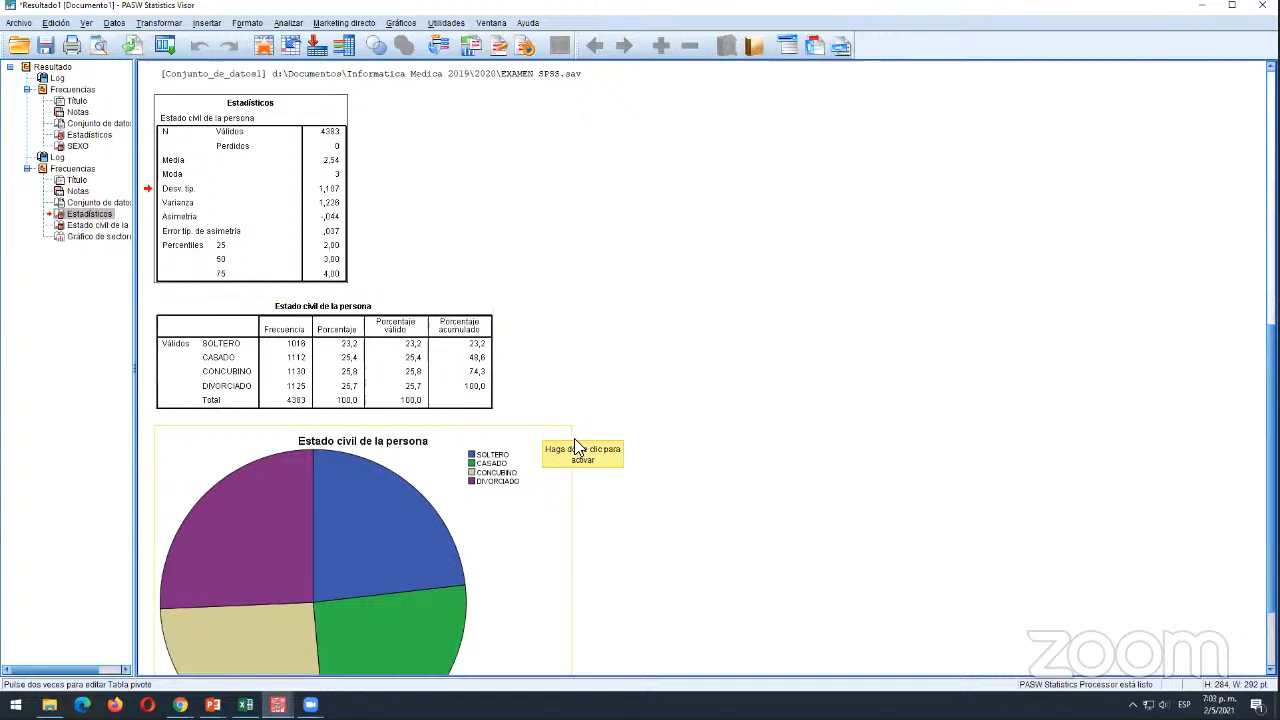 *Resultado1 [Documento1] - PASW Statistics Visor
Archivo Edición Ver Datos Transformar Insertar Formato Analizar Marketing directo Gráficos Utilidades Ventana Ayuda
Resultado
Log
Frecuencias
Título
Notas
Conjunto de dato
Estadísticos
SEXO
Log
Frecuencias
Título
Notas
Conjunto de dato
Estadísticos
Estado civil de la
Gráfico de sector
[Conjunto_de_datos1] d:\Documentos\Informatica Medica 2019\2020\EXAMEN SPSS.sav
Estadísticos
Estado civil de la persona
N Válidos 4383
Perdidos 0
Media 2,54
Moda 3
Desv. típ. 1,107
Varianza 1,226
Asimetría -,044
Error típ. de asimetría ,037
Percentiles 25 2,00
50 3,00
75 4,00
Estado civil de la persona
Frecuencia Porcentaje Porcentaje válido Porcentaje acumulado
Válidos SOLTERO 1016 23,2 23,2 23,2
CASADO 1112 25,4 25,4 48,6
CONCUBINO 1130 25,8 25,8 74,3
DIVORCIADO 1125 25,7 25,7 100,0
Total 4383 100,0 100,0
Estado civil de la persona
SOLTERO
CASADO
CONCUBINO
DIVORCIADO
Haga clic para
activar
zoom
Pulse dos veces para editar Tabla pivote PASW Statistics Processor está listo H: 284, W: 292 pt.
ESP
7:03 p. m.
2/5/2021